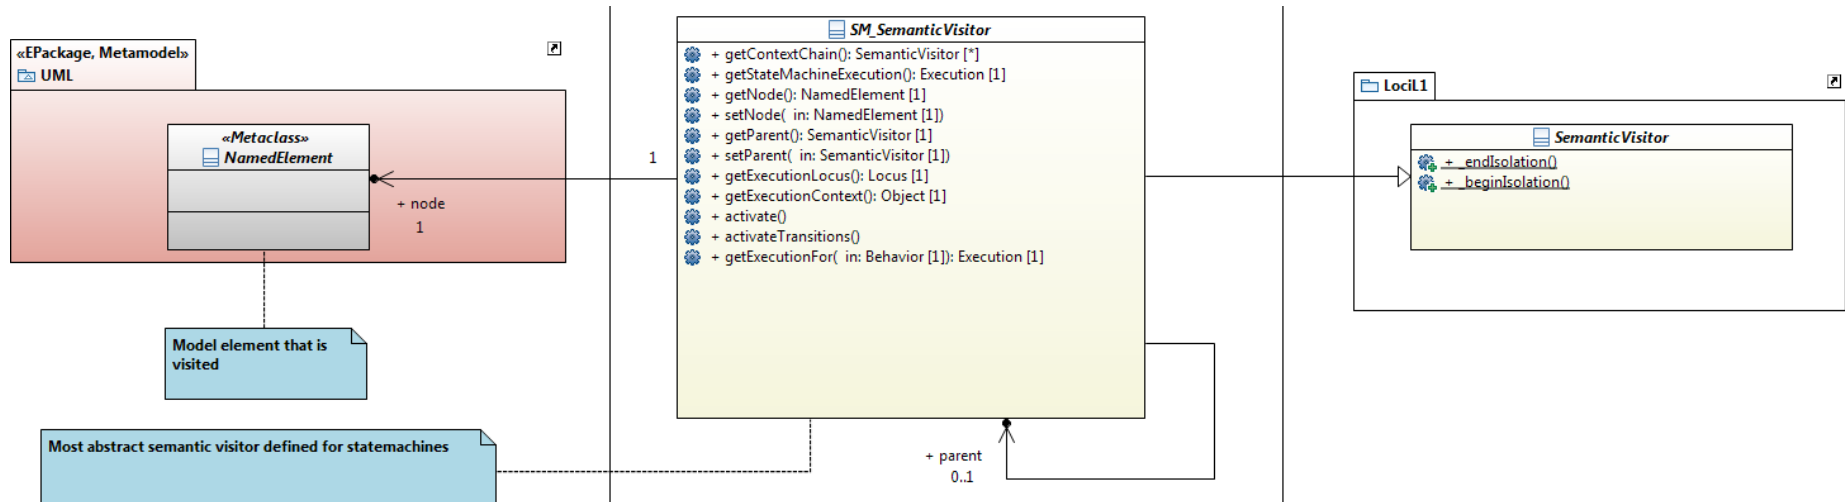 «EPackage, Metamodel»
UML
«Metaclass»
NamedElement
+ node
1
1
Model element that is
visited
Most abstract semantic visitor defined for statemachines
SM_SemanticVisitor
+ getContextChain(): SemanticVisitor [*]
+ getStateMachineExecution(): Execution [1]
+ getNode(): NamedElement [1]
+ setNode( in: NamedElement [1])
+ getParent(): SemanticVisitor [1]
+ setParent( in: SemanticVisitor [1])
+ getExecutionLocus(): Locus [1]
+ getExecutionContext(): Object [1]
+ activate()
+ activateTransitions()
+ getExecutionFor( in: Behavior [1]): Execution [1]
+ parent
0..1
LociL1
SemanticVisitor
+ _endIsolation()
+ _beginIsolation()